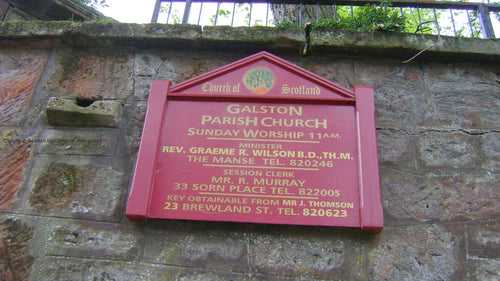 Church of Scotland
GALSTON
PARISH CHURCH
SUNDAY WORSHIP 11 A.M.
MINISTER
REV. GRAEME R. WILSON B.D., TH.M.
THE MANSE TEL. 820246
SESSION CLERK
MR. R. MURRAY
33 SORN PLACE TEL. 822005
KEY OBTAINABLE FROM MR J. THOMSON
23 BREWLAND ST. TEL. 820623